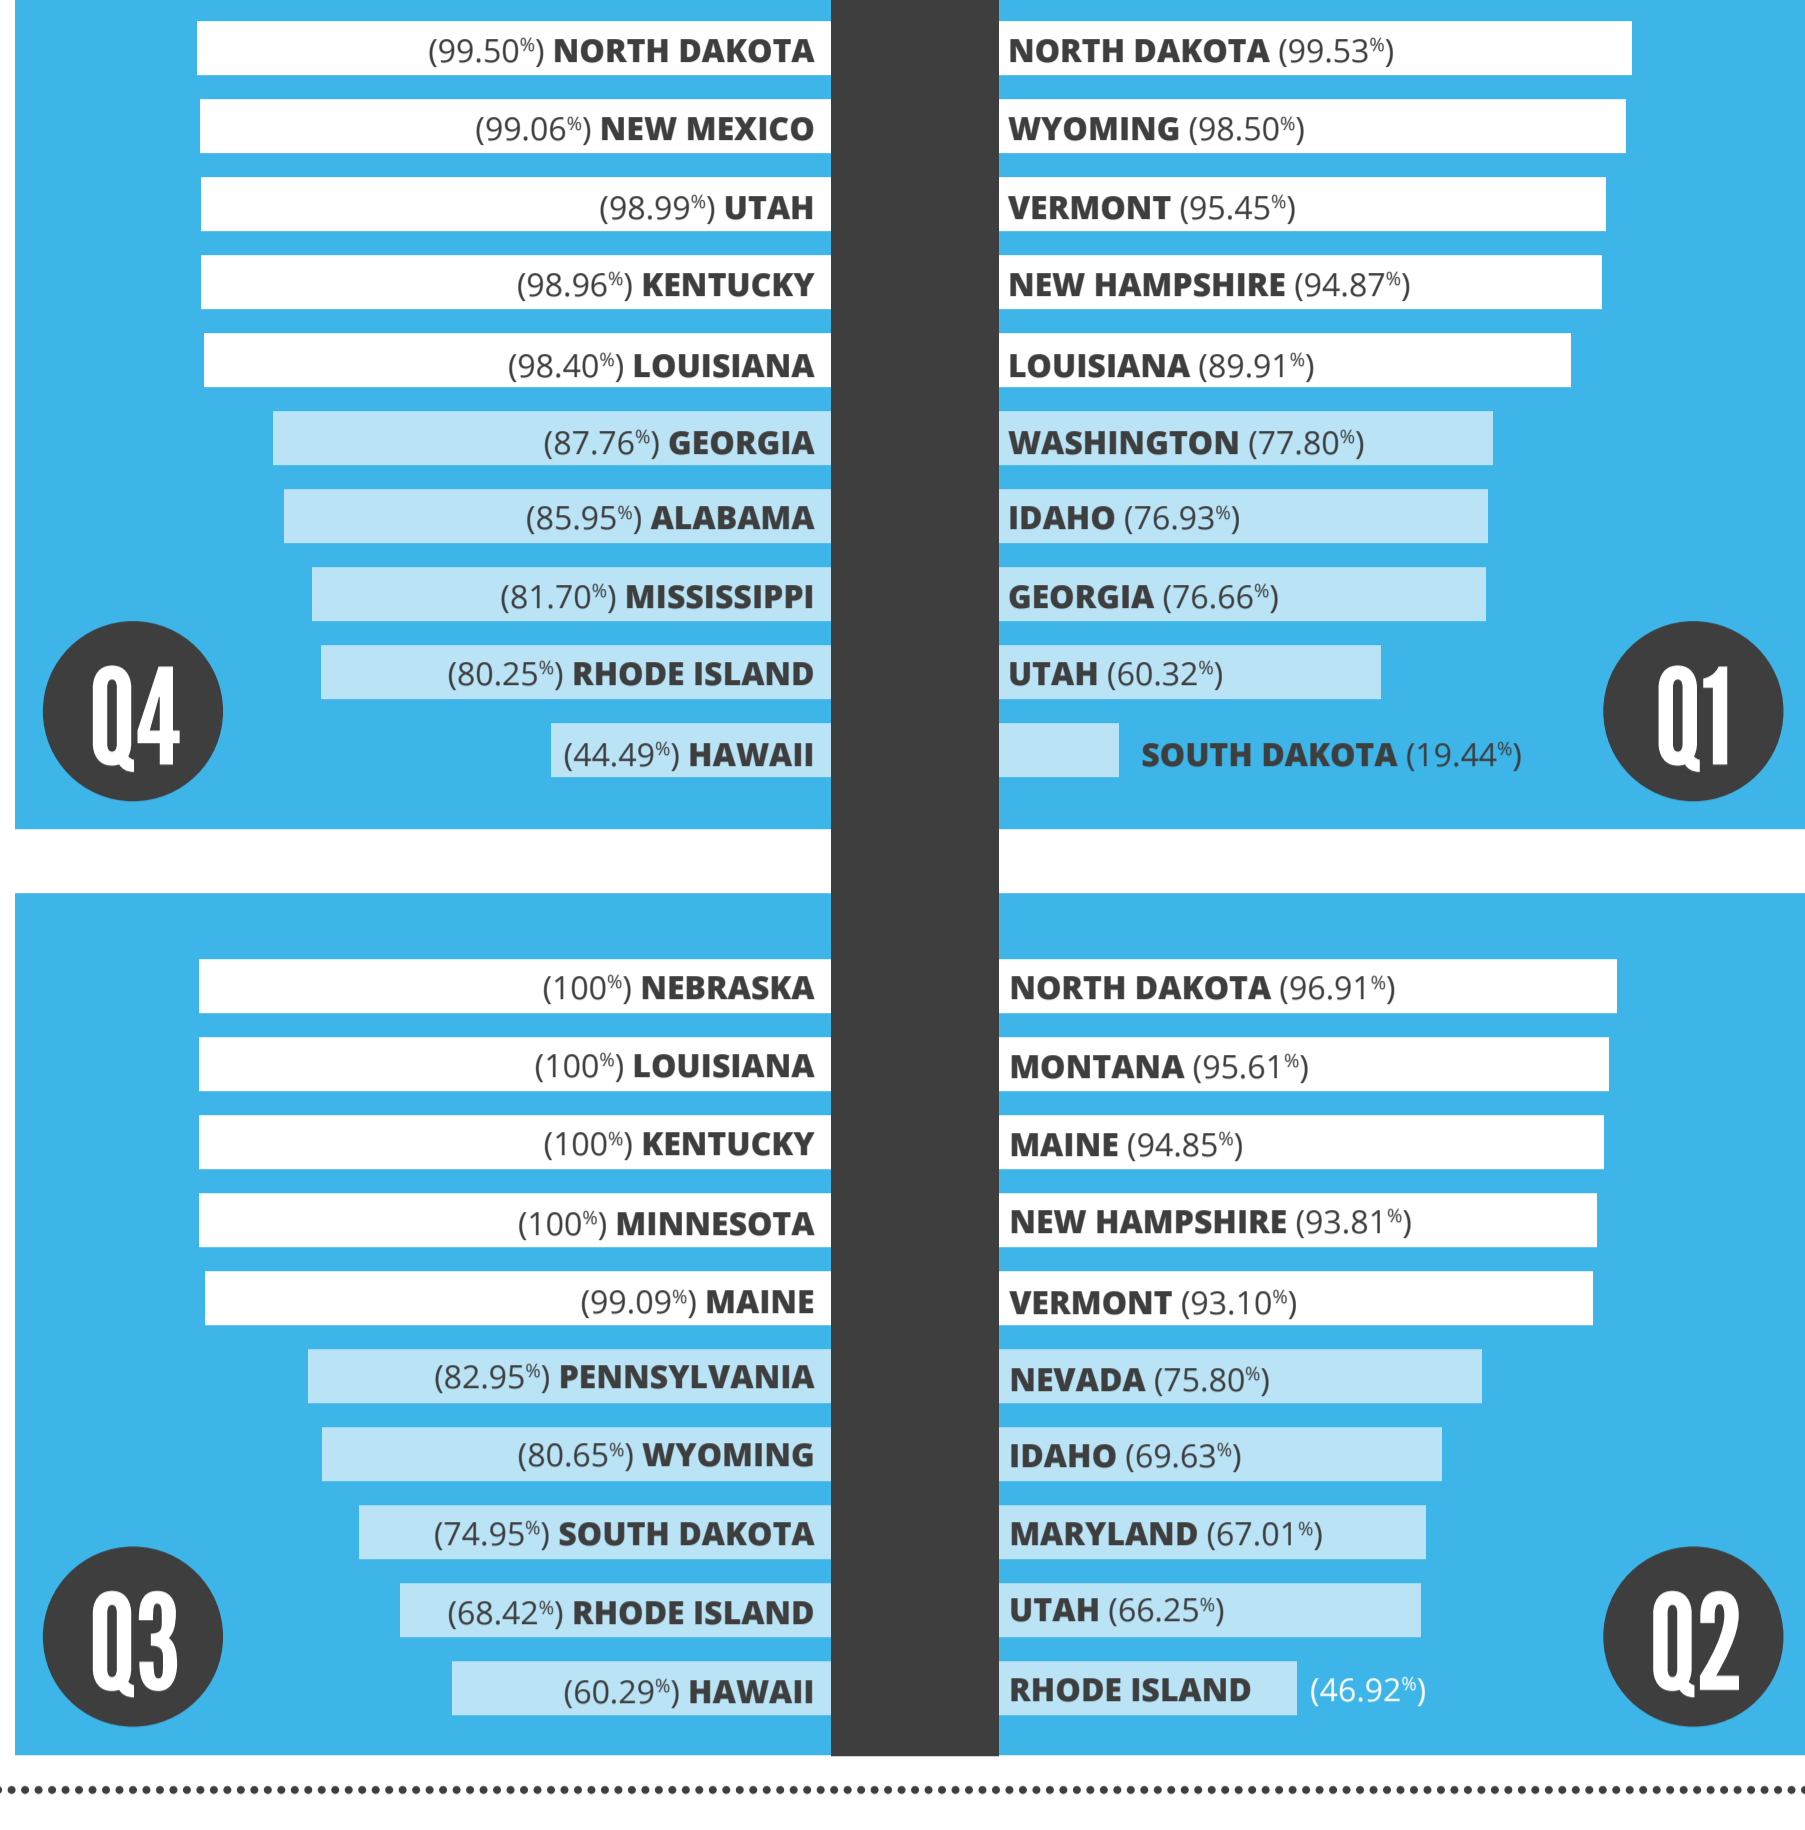 (99.50%) NORTH DAKOTA
(99.06%) NEW MEXICO
(98.99%) UTAH
(98.96%) KENTUCKY
(98.40%) LOUISIANA
(87.76%) GEORGIA
(85.95%) ALABAMA
(81.70%) MISSISSIPPI
(80.25%) RHODE ISLAND
(44.49%) HAWAII
Q4
NORTH DAKOTA (99.53%)
WYOMING (98.50%)
VERMONT (95.45%)
NEW HAMPSHIRE (94.87%)
LOUISIANA (89.91%)
WASHINGTON (77.80%)
IDAHO (76.93%)
GEORGIA (76.66%)
UTAH (60.32%)
SOUTH DAKOTA (19.44%)
Q1
(100%) NEBRASKA
(100%) LOUISIANA
(100%) KENTUCKY
(100%) MINNESOTA
(99.09%) MAINE
(82.95%) PENNSYLVANIA
(80.65%) WYOMING
(74.95%) SOUTH DAKOTA
(68.42%) RHODE ISLAND
(60.29%) HAWAII
Q3
NORTH DAKOTA (96.91%)
MONTANA (95.61%)
MAINE (94.85%)
NEW HAMPSHIRE (93.81%)
VERMONT (93.10%)
NEVADA (75.80%)
IDAHO (69.63%)
MARYLAND (67.01%)
UTAH (66.25%)
RHODE ISLAND (46.92%)
Q2